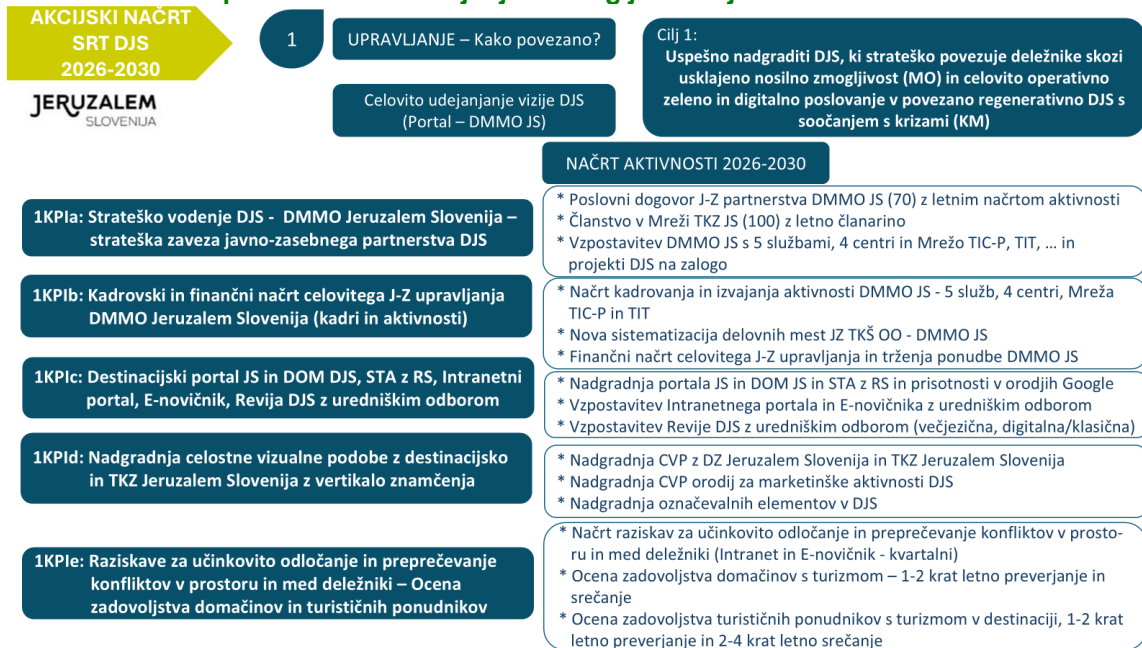 AKCIJSKI NAČRT
SRT DJS
2026-2030
JERUZALEM
SLOVENIJA
1
UPRAVLJANJE – Kako povezano?
Celovito udejanjanje vizije DJS
(Portal – DMMO JS)
Cilj 1:
Uspešno nadgraditi DJS, ki strateško povezuje deležnike skozi
usklajeno nosilno zmogljivost (MO) in celovito operativno
zeleno in digitalno poslovanje v povezano regenerativno DJS s
soočanjem s krizami (KM)
NAČRT AKTIVNOSTI 2026-2030
1KPIa: Strateško vodenje DJS - DMMO Jeruzalem Slovenija –
strateška zaveza javno-zasebnega partnerstva DJS
* Poslovni dogovor J-Z partnerstva DMMO JS (70) z letnim načrtom aktivnosti
* Članstvo v Mreži TKZ JS (100) z letno članarino
* Vzpostavitev DMMO JS s 5 službami, 4 centri in Mrežo TIC-P, TIT, ... in
projekti DJS na zalogo
1KPIb: Kadrovski in finančni načrt celovitega J-Z upravljanja
DMMO Jeruzalem Slovenija (kadri in aktivnosti)
* Načrt kadrovanja in izvajanja aktivnosti DMMO JS - 5 služb, 4 centri, Mreža
TIC-P in TIT
* Nova sistematizacija delovnih mest JZ TKŠ OO - DMMO JS
* Finančni načrt celovitega J-Z upravljanja in trženja ponudbe DMMO JS
1KPIc: Destinacijski portal JS in DOM DJS, STA z RS, Intranetni
portal, E-novičnik, Revija DJS z uredniškim odborom
* Nadgradnja portala JS in DOM JS in STA z RS in prisotnosti v orodjih Google
* Vzpostavitev Intranetnega portala in E-novičnika z uredniškim odborom
* Vzpostavitev Revije DJS z uredniškim odborom (večjezična, digitalna/klasična)
1KPId: Nadgradnja celostne vizualne podobe z destinacijsko
in TKZ Jeruzalem Slovenija z vertikalo znamčenja
* Nadgradnja CVP z DZ Jeruzalem Slovenija in TKZ Jeruzalem Slovenija
* Nadgradnja CVP orodij za marketinške aktivnosti DJS
* Nadgradnja označevalnih elementov v DJS
1KPIe: Raziskave za učinkovito odločanje in preprečevanje
konfliktov v prostoru in med deležniki – Ocena
zadovoljstva domačinov in turističnih ponudnikov
* Načrt raziskav za učinkovito odločanje in preprečevanje konfliktov v prosto-
ru in med deležniki (Intranet in E-novičnik - kvartalni)
* Ocena zadovoljstva domačinov s turizmom – 1-2 krat letno preverjanje in
srečanje
* Ocena zadovoljstva turističnih ponudnikov s turizmom v destinaciji, 1-2 krat
letno preverjanje in 2-4 krat letno srečanje